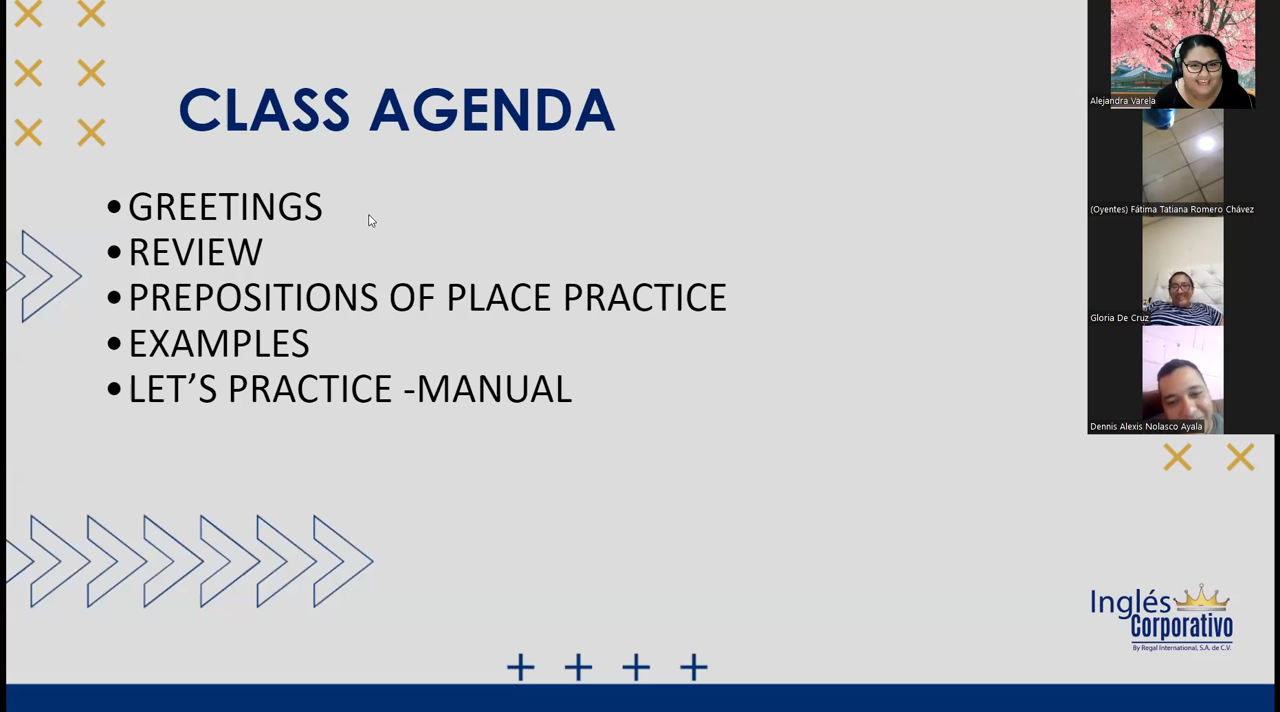 CLASS AGENDA
•GREETINGS
•REVIEW
•PREPOSITIONS OF PLACE PRACTICE
•EXAMPLES
•LET’S PRACTICE -MANUAL
Alejandra Varela
(Oyentes) Fátima Tatiana Romero Chávez
Gloria De Cruz
Dennis Alexis Nolasco Ayala
Inglés
Corporativo
By Regal International, S.A. de C.V.